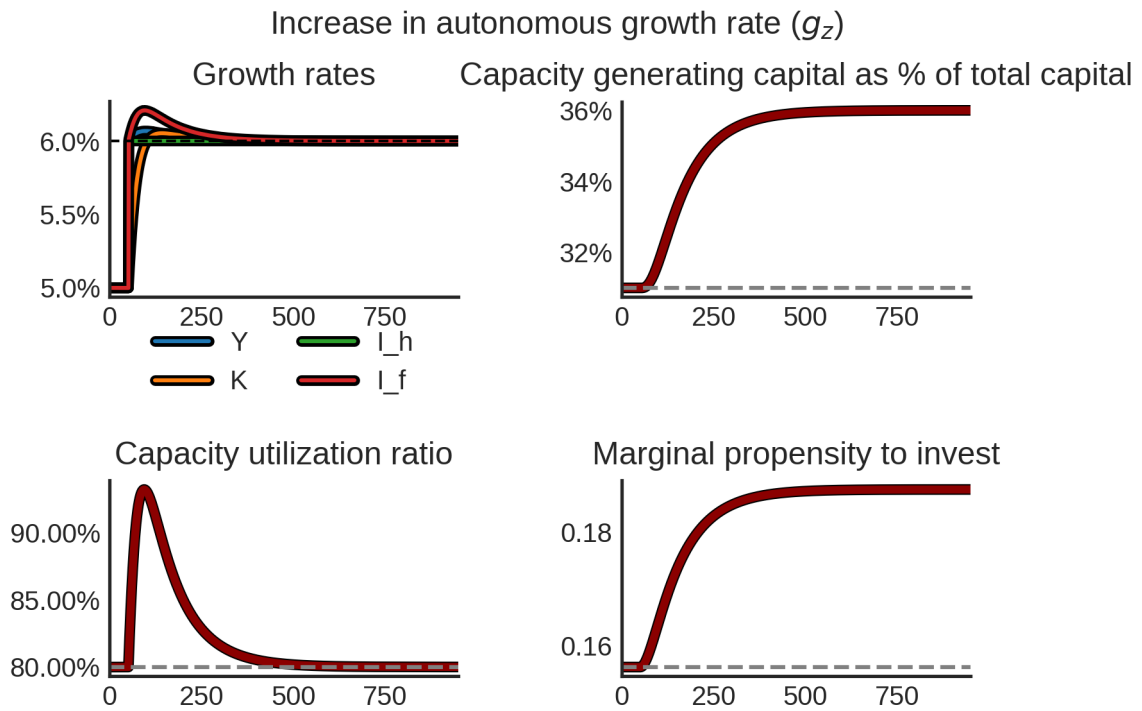 Increase in autonomous growth rate (g_z)
Growth rates
Capacity generating capital as % of total capital
6.0%
5.5%
5.0%
0 250 500 750
Y I_h
K I_f
36%
34%
32%
0 250 500 750
Capacity utilization ratio
Marginal propensity to invest
90.00%
85.00%
80.00%
0 250 500 750
0.18
0.16
0 250 500 750